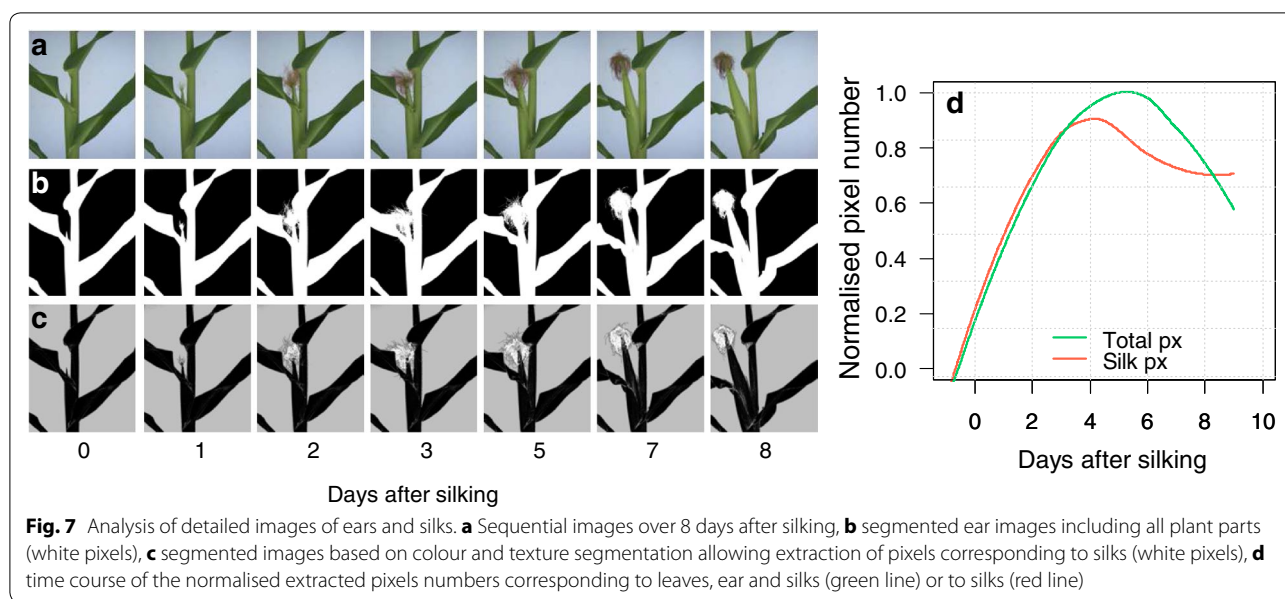 a
b
c
0 1 2 3 5 7 8
Days after silking
d
Normalised pixel number
1.0
0.8
0.6
0.4
0.2
0.0
Total px
Silk px
0 2 4 6 8 10
Days after silking
Fig. 7 Analysis of detailed images of ears and silks. a Sequential images over 8 days after silking, b segmented ear images including all plant parts
(white pixels), c segmented images based on colour and texture segmentation allowing extraction of pixels corresponding to silks (white pixels), d
time course of the normalised extracted pixels numbers corresponding to leaves, ear and silks (green line) or to silks (red line)